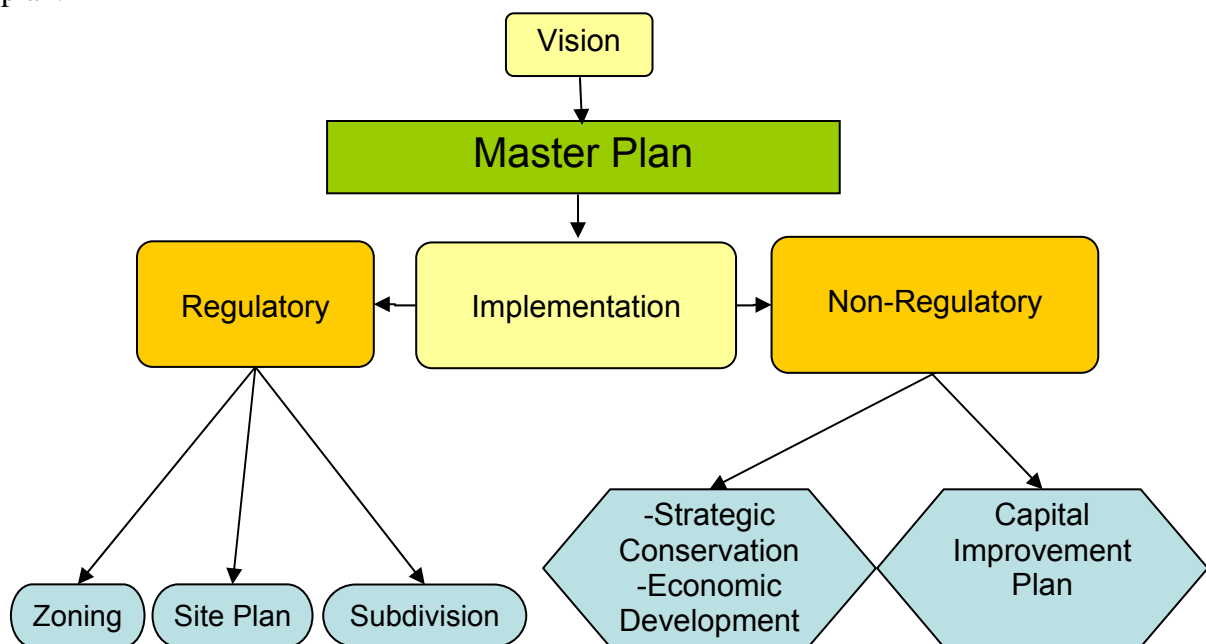 Vision
Master Plan
Regulatory
Implementation
Non-Regulatory
-Strategic
Conservation
-Economic
Development
Capital
Improvement
Plan
Zoning
Site Plan
Subdivision